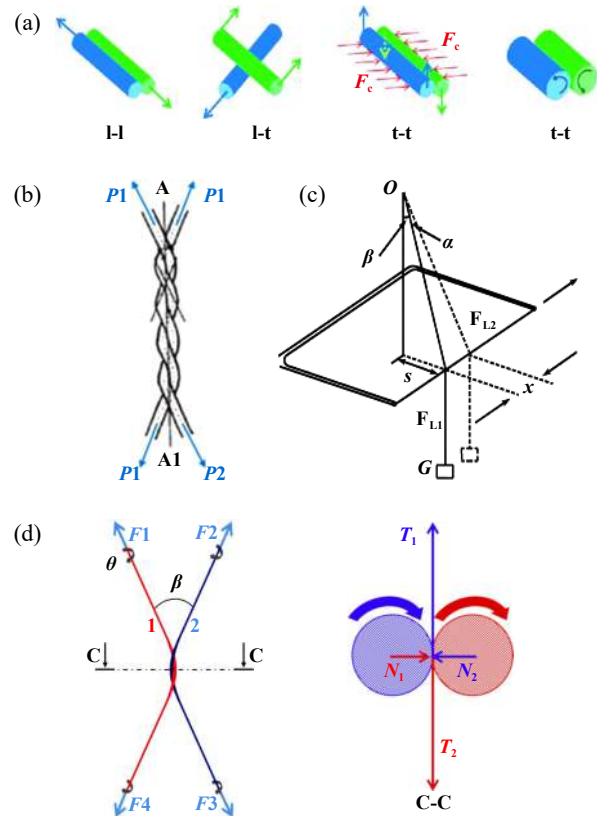 (a)
F_c
F_c
l-l
l-t
t-t
t-t
(b)
P1
A
P1
P1
A1
P2
(c)
O
β
α
F_L2
s
x
F_L1
G
(d)
F1
F2
θ
β
1
2
C
C
F4
F3
T_1
N_1
N_2
T_2
C-C